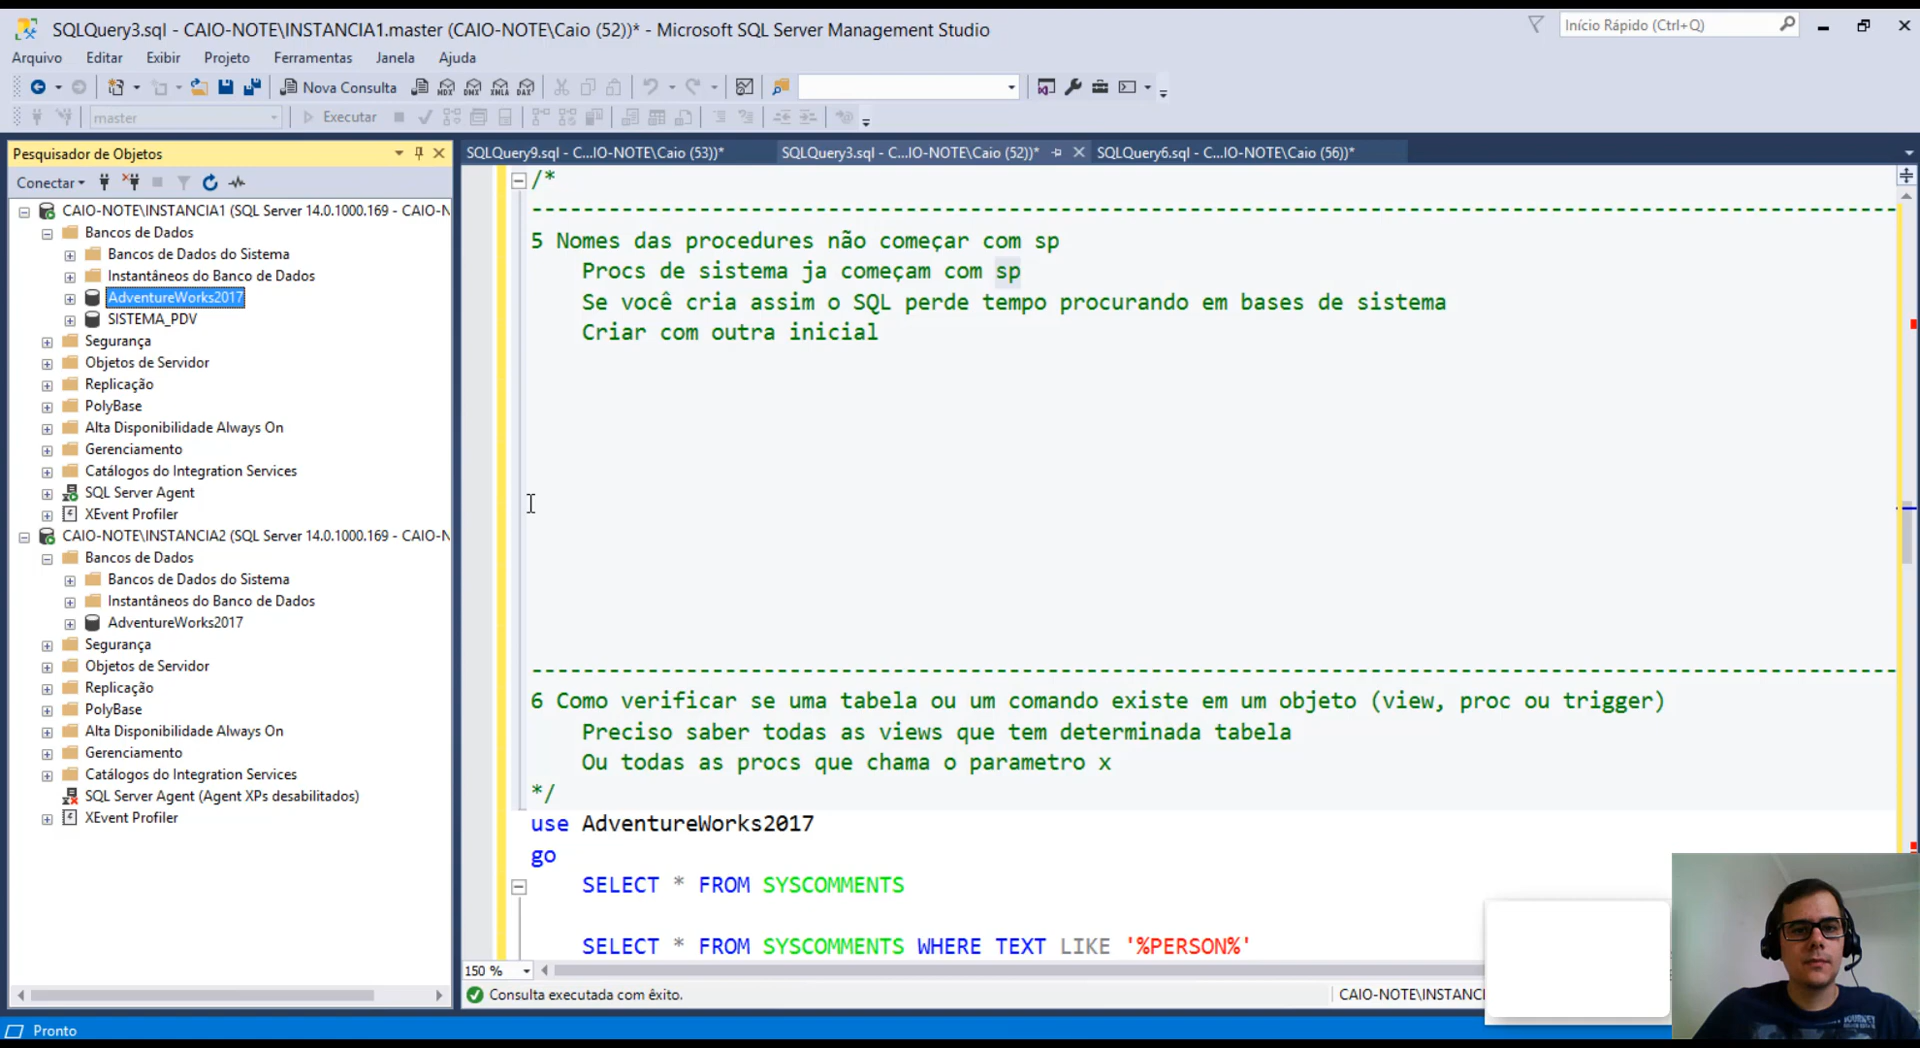 SQLQuery3.sql - CAIO-NOTE\INSTANCIA1.master (CAIO-NOTE\Caio (52))* - Microsoft SQL Server Management Studio
Início Rápido (Ctrl+Q)
Arquivo Editar Exibir Projeto Ferramentas Janela Ajuda
Nova Consulta MDX DMX XMLA DAX
master Executar
Pesquisador de Objetos
SQLQuery9.sql - C...IO-NOTE\Caio (53))* SQLQuery3.sql - C...IO-NOTE\Caio (52))* SQLQuery6.sql - C...IO-NOTE\Caio (56))*
Conectar
CAIO-NOTE\INSTANCIA1 (SQL Server 14.0.1000.169 - CAIO-N
Bancos de Dados
Bancos de Dados do Sistema
Instantâneos do Banco de Dados
AdventureWorks2017
SISTEMA_PDV
Segurança
Objetos de Servidor
Replicação
PolyBase
Alta Disponibilidade Always On
Gerenciamento
Catálogos do Integration Services
SQL Server Agent
XEvent Profiler
CAIO-NOTE\INSTANCIA2 (SQL Server 14.0.1000.169 - CAIO-N
Bancos de Dados
Bancos de Dados do Sistema
Instantâneos do Banco de Dados
AdventureWorks2017
Segurança
Objetos de Servidor
Replicação
PolyBase
Alta Disponibilidade Always On
Gerenciamento
Catálogos do Integration Services
SQL Server Agent (Agent XPs desabilitados)
XEvent Profiler
/*
5 Nomes das procedures não começar com sp
Procs de sistema ja começam com sp
Se você cria assim o SQL perde tempo procurando em bases de sistema
Criar com outra inicial
6 Como verificar se uma tabela ou um comando existe em um objeto (view, proc ou trigger)
Preciso saber todas as views que tem determinada tabela
Ou todas as procs que chama o parametro x
*/
use AdventureWorks2017
go
SELECT * FROM SYSCOMMENTS
SELECT * FROM SYSCOMMENTS WHERE TEXT LIKE '%PERSON%'
150 %
Consulta executada com êxito.
CAIO-NOTE\INSTANCI
Pronto